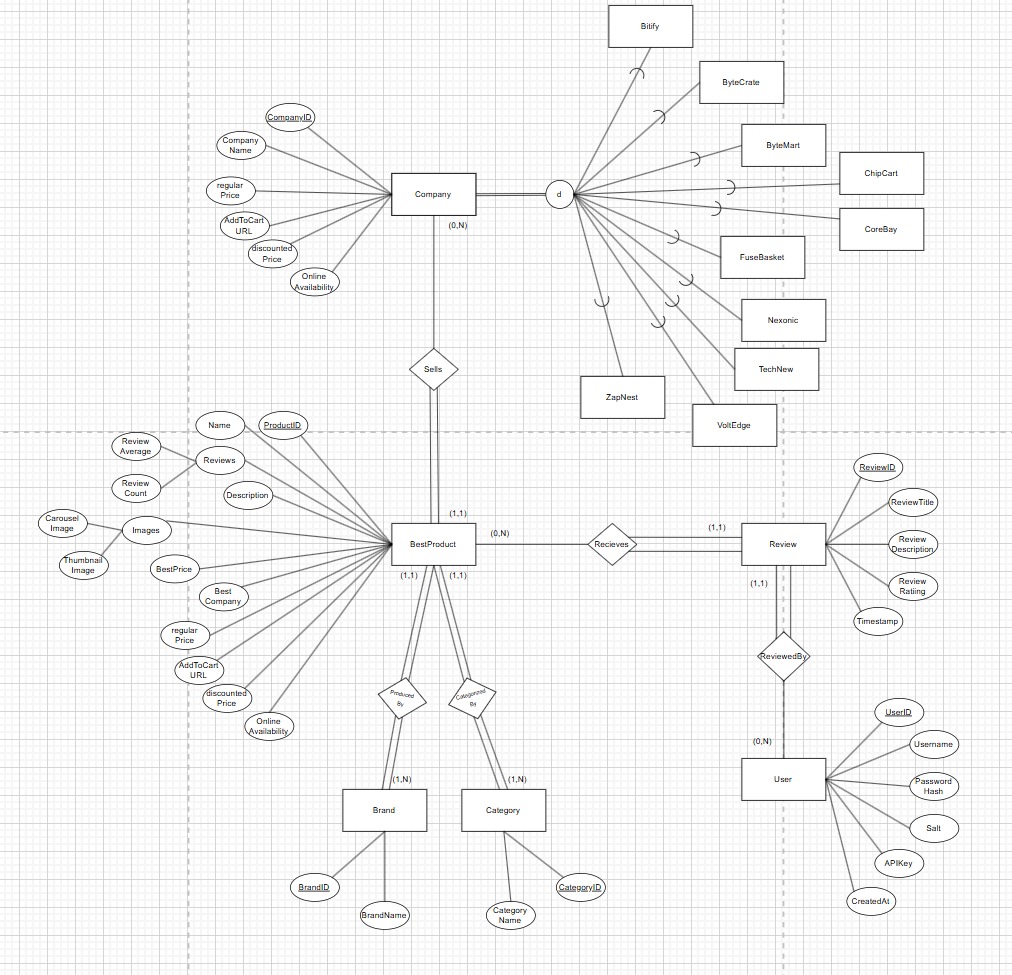 Bitify
ByteCrate
CompanyID
Company
Name
ByteMart
ChipCart
regular
Price
Company
d
AddToCart
URL
(0,N)
CoreBay
discounted
Price
FuseBasket
Online
Availability
Nexonic
Sells
TechNew
ZapNest
VoltEdge
Name
ProductID
Review
Average
Reviews
ReviewID
Review
Count
Description
ReviewTitle
Carousel
Image
Images
(1,1)
(0,N)
(1,1)
BestProduct
Recieves
Review
Review
Description
Thumbnail
Image
BestPrice
(1,1)
(1,1)
(1,1)
Review
Ratiing
Best
Company
Timestamp
regular
Price
ReviewedBy
AddToCart
URL
discounted
Price
Produced
By
Categorized
By
UserID
Online
Availability
(0,N)
Username
(1,N)
(1,N)
User
Password
Hash
Brand
Category
Salt
APIKey
BrandID
CategoryID
CreatedAt
BrandName
Category
Name